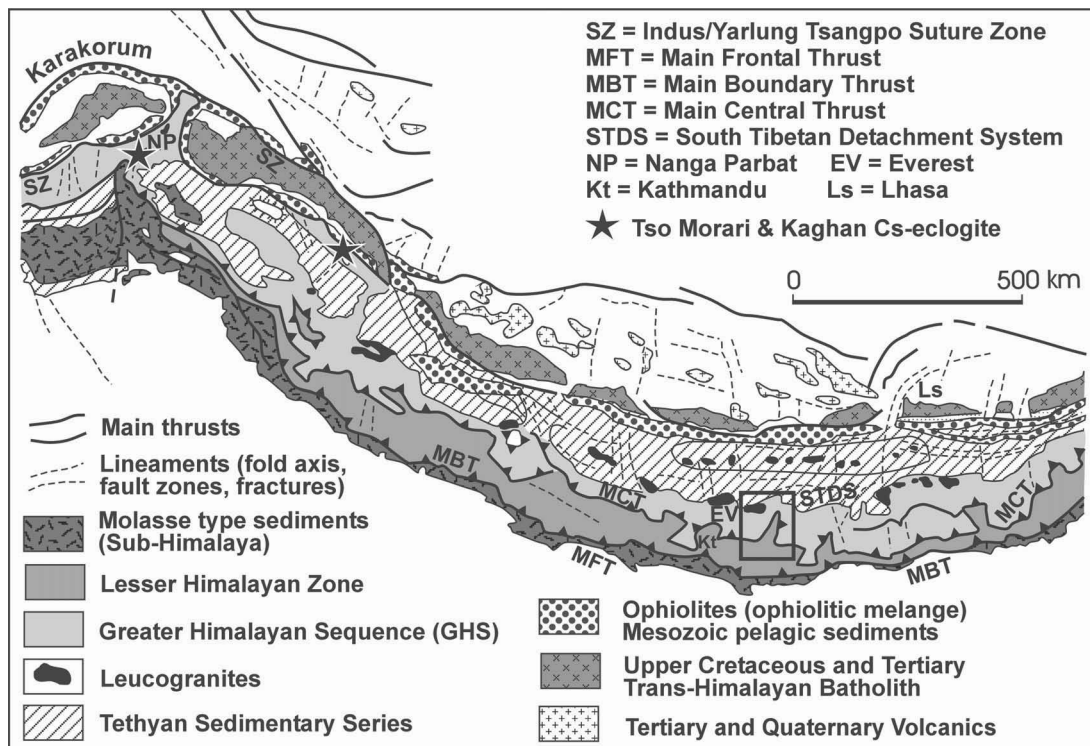 SZ = Indus/Yarlung Tsangpo Suture Zone
MFT = Main Frontal Thrust
MBT = Main Boundary Thrust
MCT = Main Central Thrust
STDS = South Tibetan Detachment System
NP = Nanga Parbat EV = Everest
Kt = Kathmandu Ls = Lhasa
Tso Morari & Kaghan Cs-eclogite
0 500 km
Karakorum
NP
SZ
SZ
Ls
MBT
MCT
STDS
EV
Kt
MCT
MFT
MBT
Main thrusts
Lineaments (fold axis,
fault zones, fractures)
Molasse type sediments
(Sub-Himalaya)
Lesser Himalayan Zone
Greater Himalayan Sequence (GHS)
Leucogranites
Tethyan Sedimentary Series
Ophiolites (ophiolitic melange)
Mesozoic pelagic sediments
Upper Cretaceous and Tertiary
Trans-Himalayan Batholith
Tertiary and Quaternary Volcanics